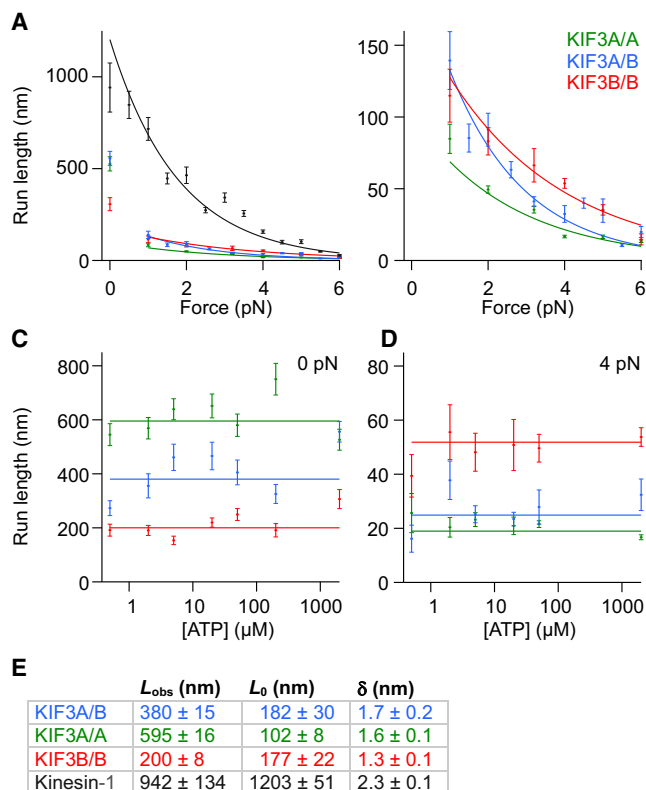 A
Run length (nm)
1000
500
0
0 2 4 6
Force (pN)
150
100
50
0
0 2 4 6
Force (pN)
KIF3A/A
KIF3A/B
KIF3B/B
C
Run length (nm)
800
600
400
200
0
1 10 100 1000
[ATP] (µM)
0 pN
D
80
60
40
20
0
1 10 100 1000
[ATP] (µM)
4 pN
E
Lobs (nm) L0 (nm) δ (nm)
KIF3A/B 380 ± 15 182 ± 30 1.7 ± 0.2
KIF3A/A 595 ± 16 102 ± 8 1.6 ± 0.1
KIF3B/B 200 ± 8 177 ± 22 1.3 ± 0.1
Kinesin-1 942 ± 134 1203 ± 51 2.3 ± 0.1